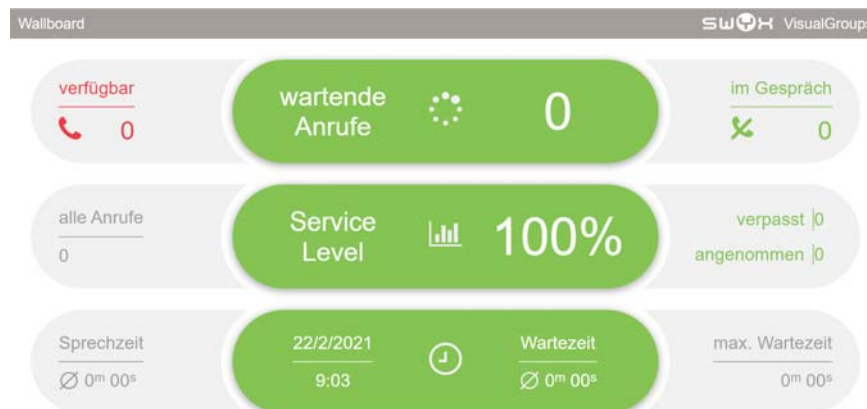 Wallboard
swyx VisualGroups
verfügbar
0
wartende
Anrufe
0
im Gespräch
0
alle Anrufe
0
Service
Level
100%
verpasst |0
angenommen |0
Sprechzeit
Ø 0m 00s
22/2/2021
9:03
Wartezeit
Ø 0m 00s
max. Wartezeit
0m 00s